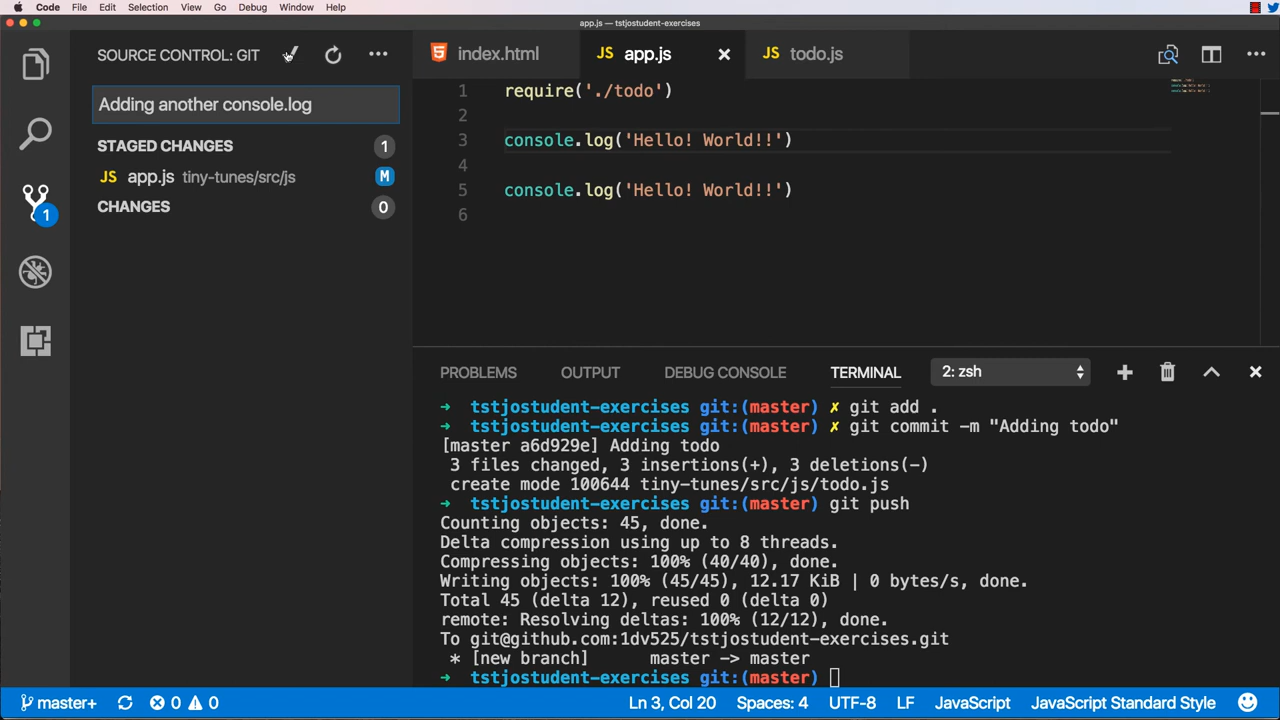 Code File Edit Selection View Go Debug Window Help
app.js — tstjostudent-exercises
SOURCE CONTROL: GIT
index.html
JS app.js
JS todo.js
Adding another console.log
STAGED CHANGES 1
JS app.js tiny-tunes/src/js M
CHANGES 0
1
1 require('./todo')
2
3 console.log('Hello! World!!')
4
5 console.log('Hello! World!!')
6
PROBLEMS OUTPUT DEBUG CONSOLE TERMINAL 2: zsh
➜ tstjostudent-exercises git:(master) ✗ git add .
➜ tstjostudent-exercises git:(master) ✗ git commit -m "Adding todo"
[master a6d929e] Adding todo
3 files changed, 3 insertions(+), 3 deletions(-)
create mode 100644 tiny-tunes/src/js/todo.js
➜ tstjostudent-exercises git:(master) git push
Counting objects: 45, done.
Delta compression using up to 8 threads.
Compressing objects: 100% (40/40), done.
Writing objects: 100% (45/45), 12.17 KiB | 0 bytes/s, done.
Total 45 (delta 12), reused 0 (delta 0)
remote: Resolving deltas: 100% (12/12), done.
To git@github.com:1dv525/tstjostudent-exercises.git
* [new branch] master -> master
➜ tstjostudent-exercises git:(master)
master+ 0 0 Ln 3, Col 20 Spaces: 4 UTF-8 LF JavaScript JavaScript Standard Style